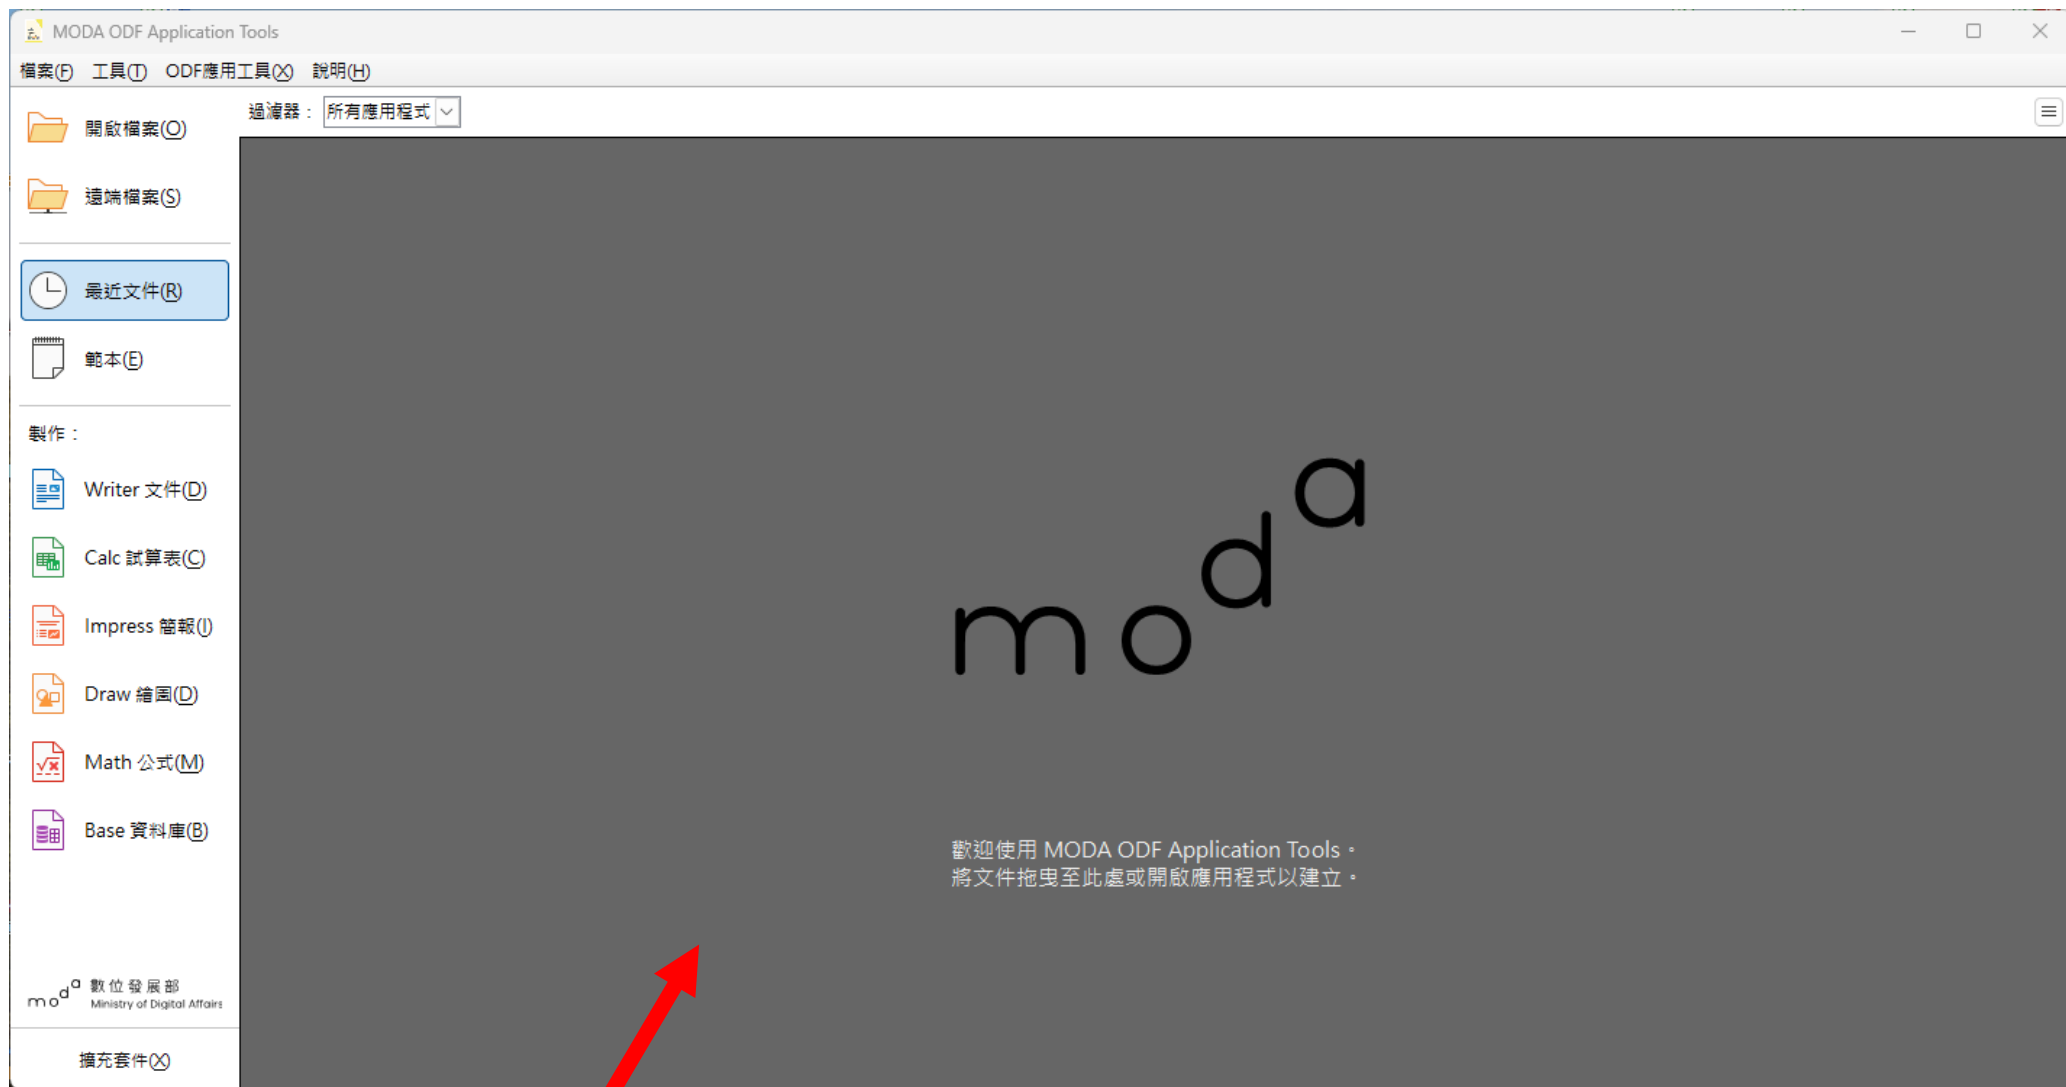 MODA ODF Application Tools
檔案(F) 工具(T) ODF應用工具(X) 說明(H)
過濾器： 所有應用程式
開啟檔案(O)
遠端檔案(S)
最近文件(R)
範本(E)
製作：
Writer 文件(D)
Calc 試算表(C)
Impress 簡報(I)
Draw 繪圖(D)
Math 公式(M)
Base 資料庫(B)
moda 數位發展部
Ministry of Digital Affairs
擴充套件(X)
moda
歡迎使用 MODA ODF Application Tools。
將文件拖曳至此處或開啟應用程式以建立。